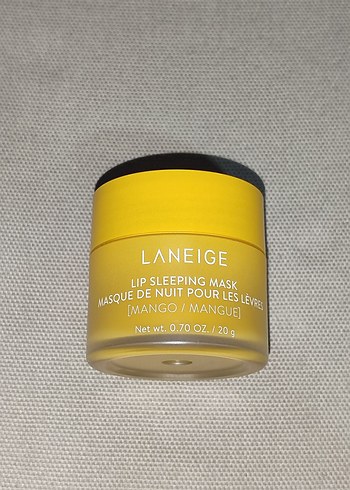 LANEIGE
LIP SLEEPING MASK
MASQUE DE NUIT POUR LES LÈVRES
[MANGO / MANGUE]
Net wt. 0.70 OZ. / 20 g